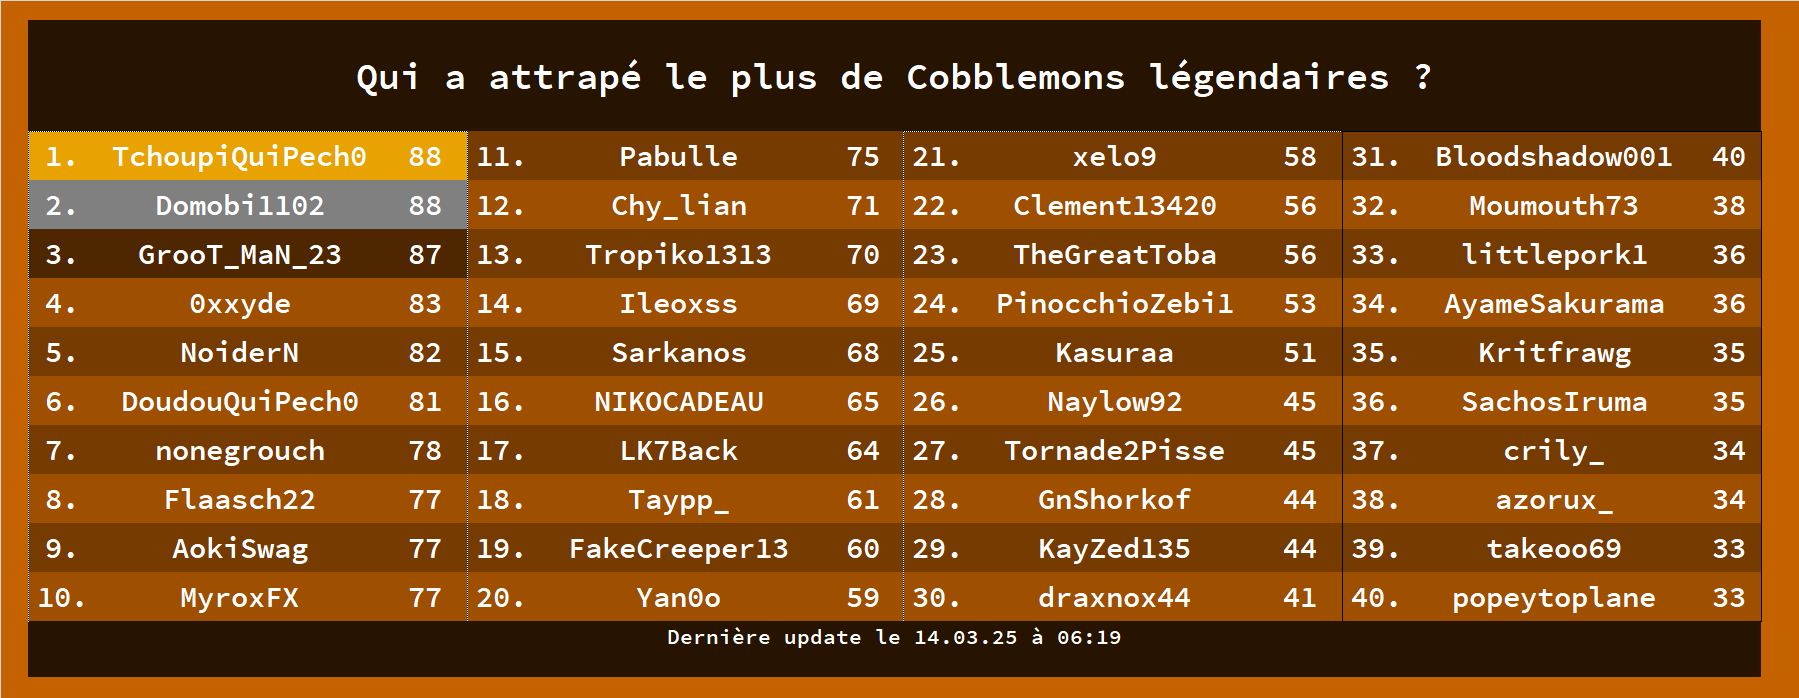 Qui a attrapé le plus de Cobblemons légendaires ?
1. TchoupiQuiPech0 88
2. Domobi1102 88
3. GrooT_MaN_23 87
4. 0xxyde 83
5. NoiderN 82
6. DoudouQuiPech0 81
7. nonegrouch 78
8. Flaasch22 77
9. AokiSwag 77
10. MyroxFX 77
11. Pabulle 75
12. Chy_lian 71
13. Tropiko1313 70
14. Ileoxss 69
15. Sarkanos 68
16. NIKOCADEAU 65
17. LK7Back 64
18. Taypp_ 61
19. FakeCreeper13 60
20. Yan0o 59
21. xelo9 58
22. Clement13420 56
23. TheGreatToba 56
24. PinocchioZebi1 53
25. Kasuraa 51
26. Naylow92 45
27. Tornade2Pisse 45
28. GnShorkof 44
29. KayZed135 44
30. draxnox44 41
31. Bloodshadow001 40
32. Moumouth73 38
33. littlepork1 36
34. AyameSakurama 36
35. Kritfrawg 35
36. SachosIruma 35
37. crily_ 34
38. azorux_ 34
39. takeoo69 33
40. popeytoplane 33
Dernière update le 14.03.25 à 06:19